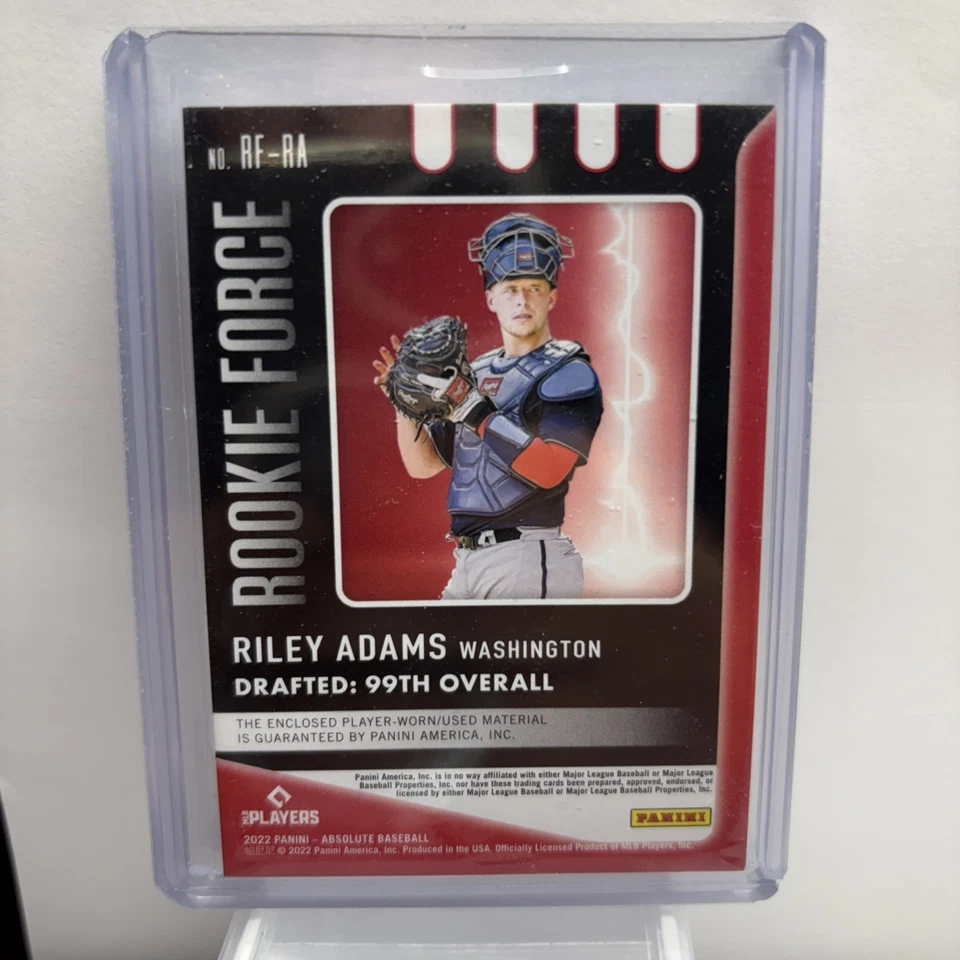 NO. RF-RA
ROOKIE FORCE
RILEY ADAMS WASHINGTON
DRAFTED: 99TH OVERALL
THE ENCLOSED PLAYER-WORN/USED MATERIAL
IS GUARANTEED BY PANINI AMERICA, INC.
Panini America, Inc. is in no way affiliated with either Major League Baseball or Major League
Baseball Properties, Inc. nor have these trading cards been prepared, approved, endorsed, or
licensed by either Major League Baseball or Major League Baseball Properties, Inc.
MLB PLAYERS
PANINI
2022 PANINI – ABSOLUTE BASEBALL
© 2022 Panini America, Inc. Produced in the USA. Officially Licensed Product of MLB Players, Inc.